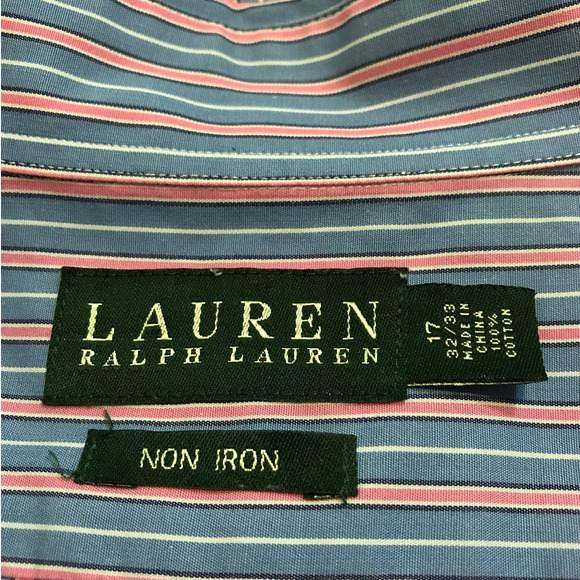 LAUREN
RALPH LAUREN
17
32/33
MADE IN
CHINA
100%
COTTON
NON IRON